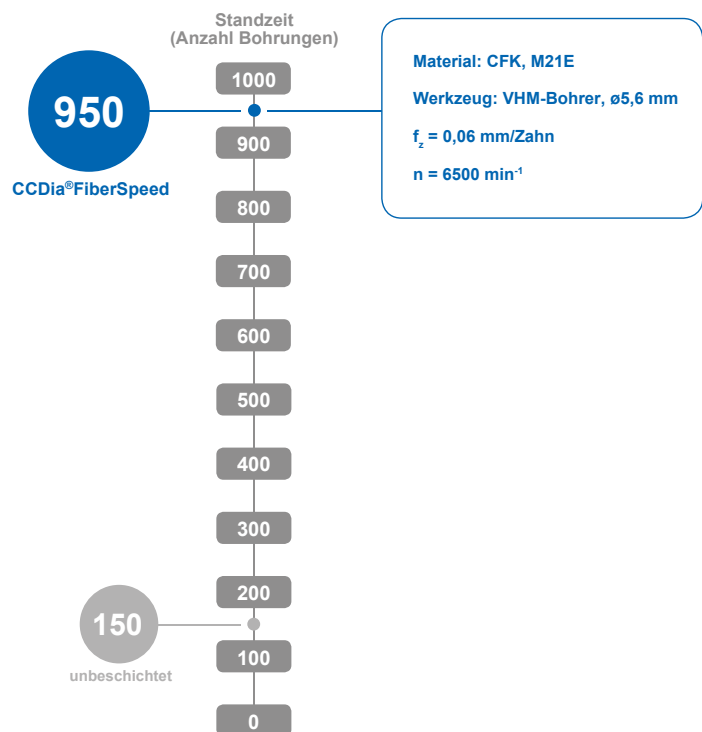 Standzeit
(Anzahl Bohrungen)
1000
950
900
CCDia®FiberSpeed
800
700
600
500
400
300
200
150
100
unbeschichtet
0
Material: CFK, M21E
Werkzeug: VHM-Bohrer, ø5,6 mm
f_z = 0,06 mm/Zahn
n = 6500 min⁻¹